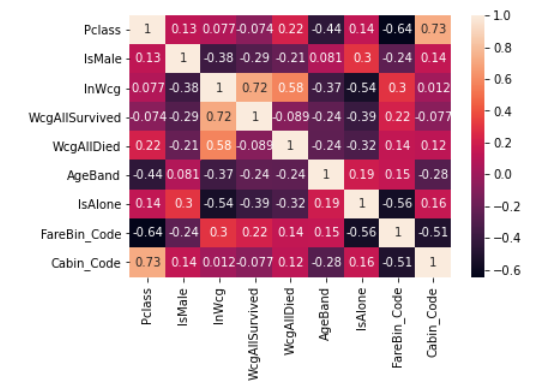 Pclass 1 0.13 0.077 -0.074 0.22 -0.44 0.14 -0.64 0.73
IsMale 0.13 1 -0.38 -0.29 -0.21 0.081 0.3 -0.24 0.14
InWcg 0.077 -0.38 1 0.72 0.58 -0.37 -0.54 0.3 0.012
WcgAllSurvived -0.074 -0.29 0.72 1 -0.089 -0.24 -0.39 0.22 -0.077
WcgAllDied 0.22 -0.21 0.58 -0.089 1 -0.24 -0.32 0.14 0.12
AgeBand -0.44 0.081 -0.37 -0.24 -0.24 1 0.19 0.15 -0.28
IsAlone 0.14 0.3 -0.54 -0.39 -0.32 0.19 1 -0.56 0.16
FareBin_Code -0.64 -0.24 0.3 0.22 0.14 0.15 -0.56 1 -0.51
Cabin_Code 0.73 0.14 0.012 -0.077 0.12 -0.28 0.16 -0.51 1
Pclass
IsMale
InWcg
WcgAllSurvived
WcgAllDied
AgeBand
IsAlone
FareBin_Code
Cabin_Code
1.0
0.8
0.6
0.4
0.2
0.0
−0.2
−0.4
−0.6